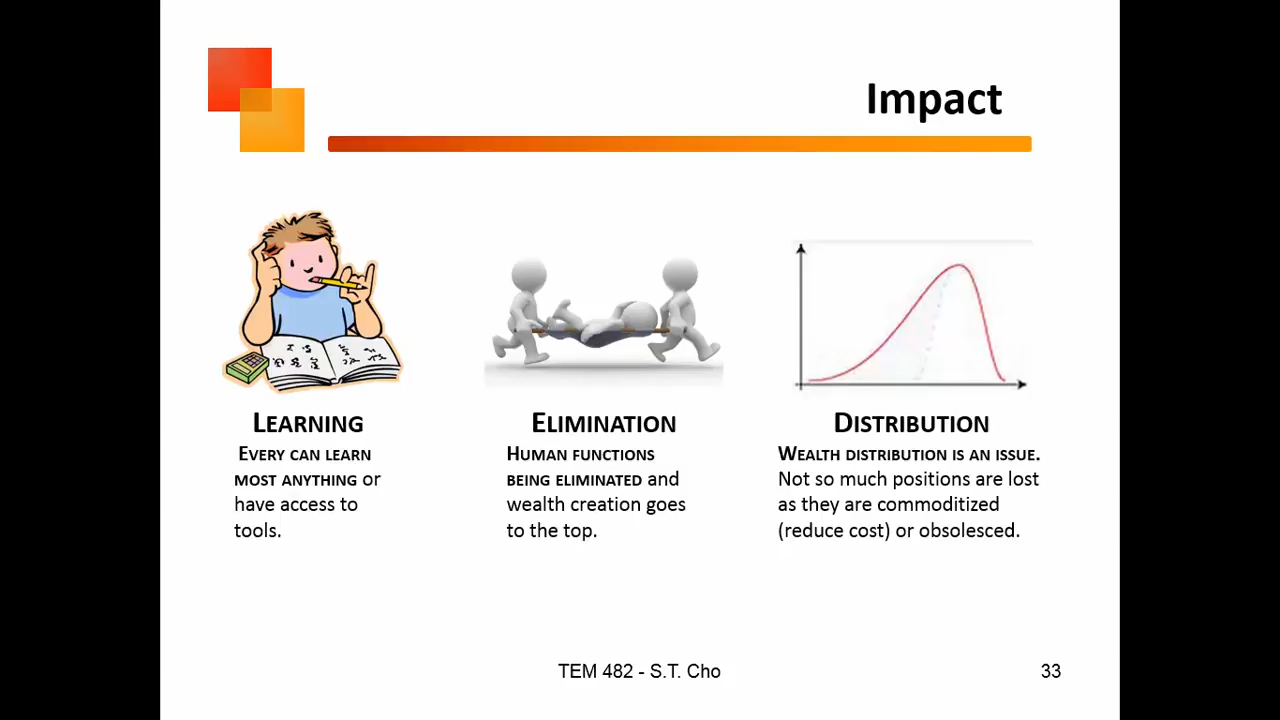 Impact
LEARNING
EVERY CAN LEARN
MOST ANYTHING or
have access to
tools.
ELIMINATION
HUMAN FUNCTIONS
BEING ELIMINATED and
wealth creation goes
to the top.
DISTRIBUTION
WEALTH DISTRIBUTION IS AN ISSUE.
Not so much positions are lost
as they are commoditized
(reduce cost) or obsolesced.
TEM 482 - S.T. Cho
33